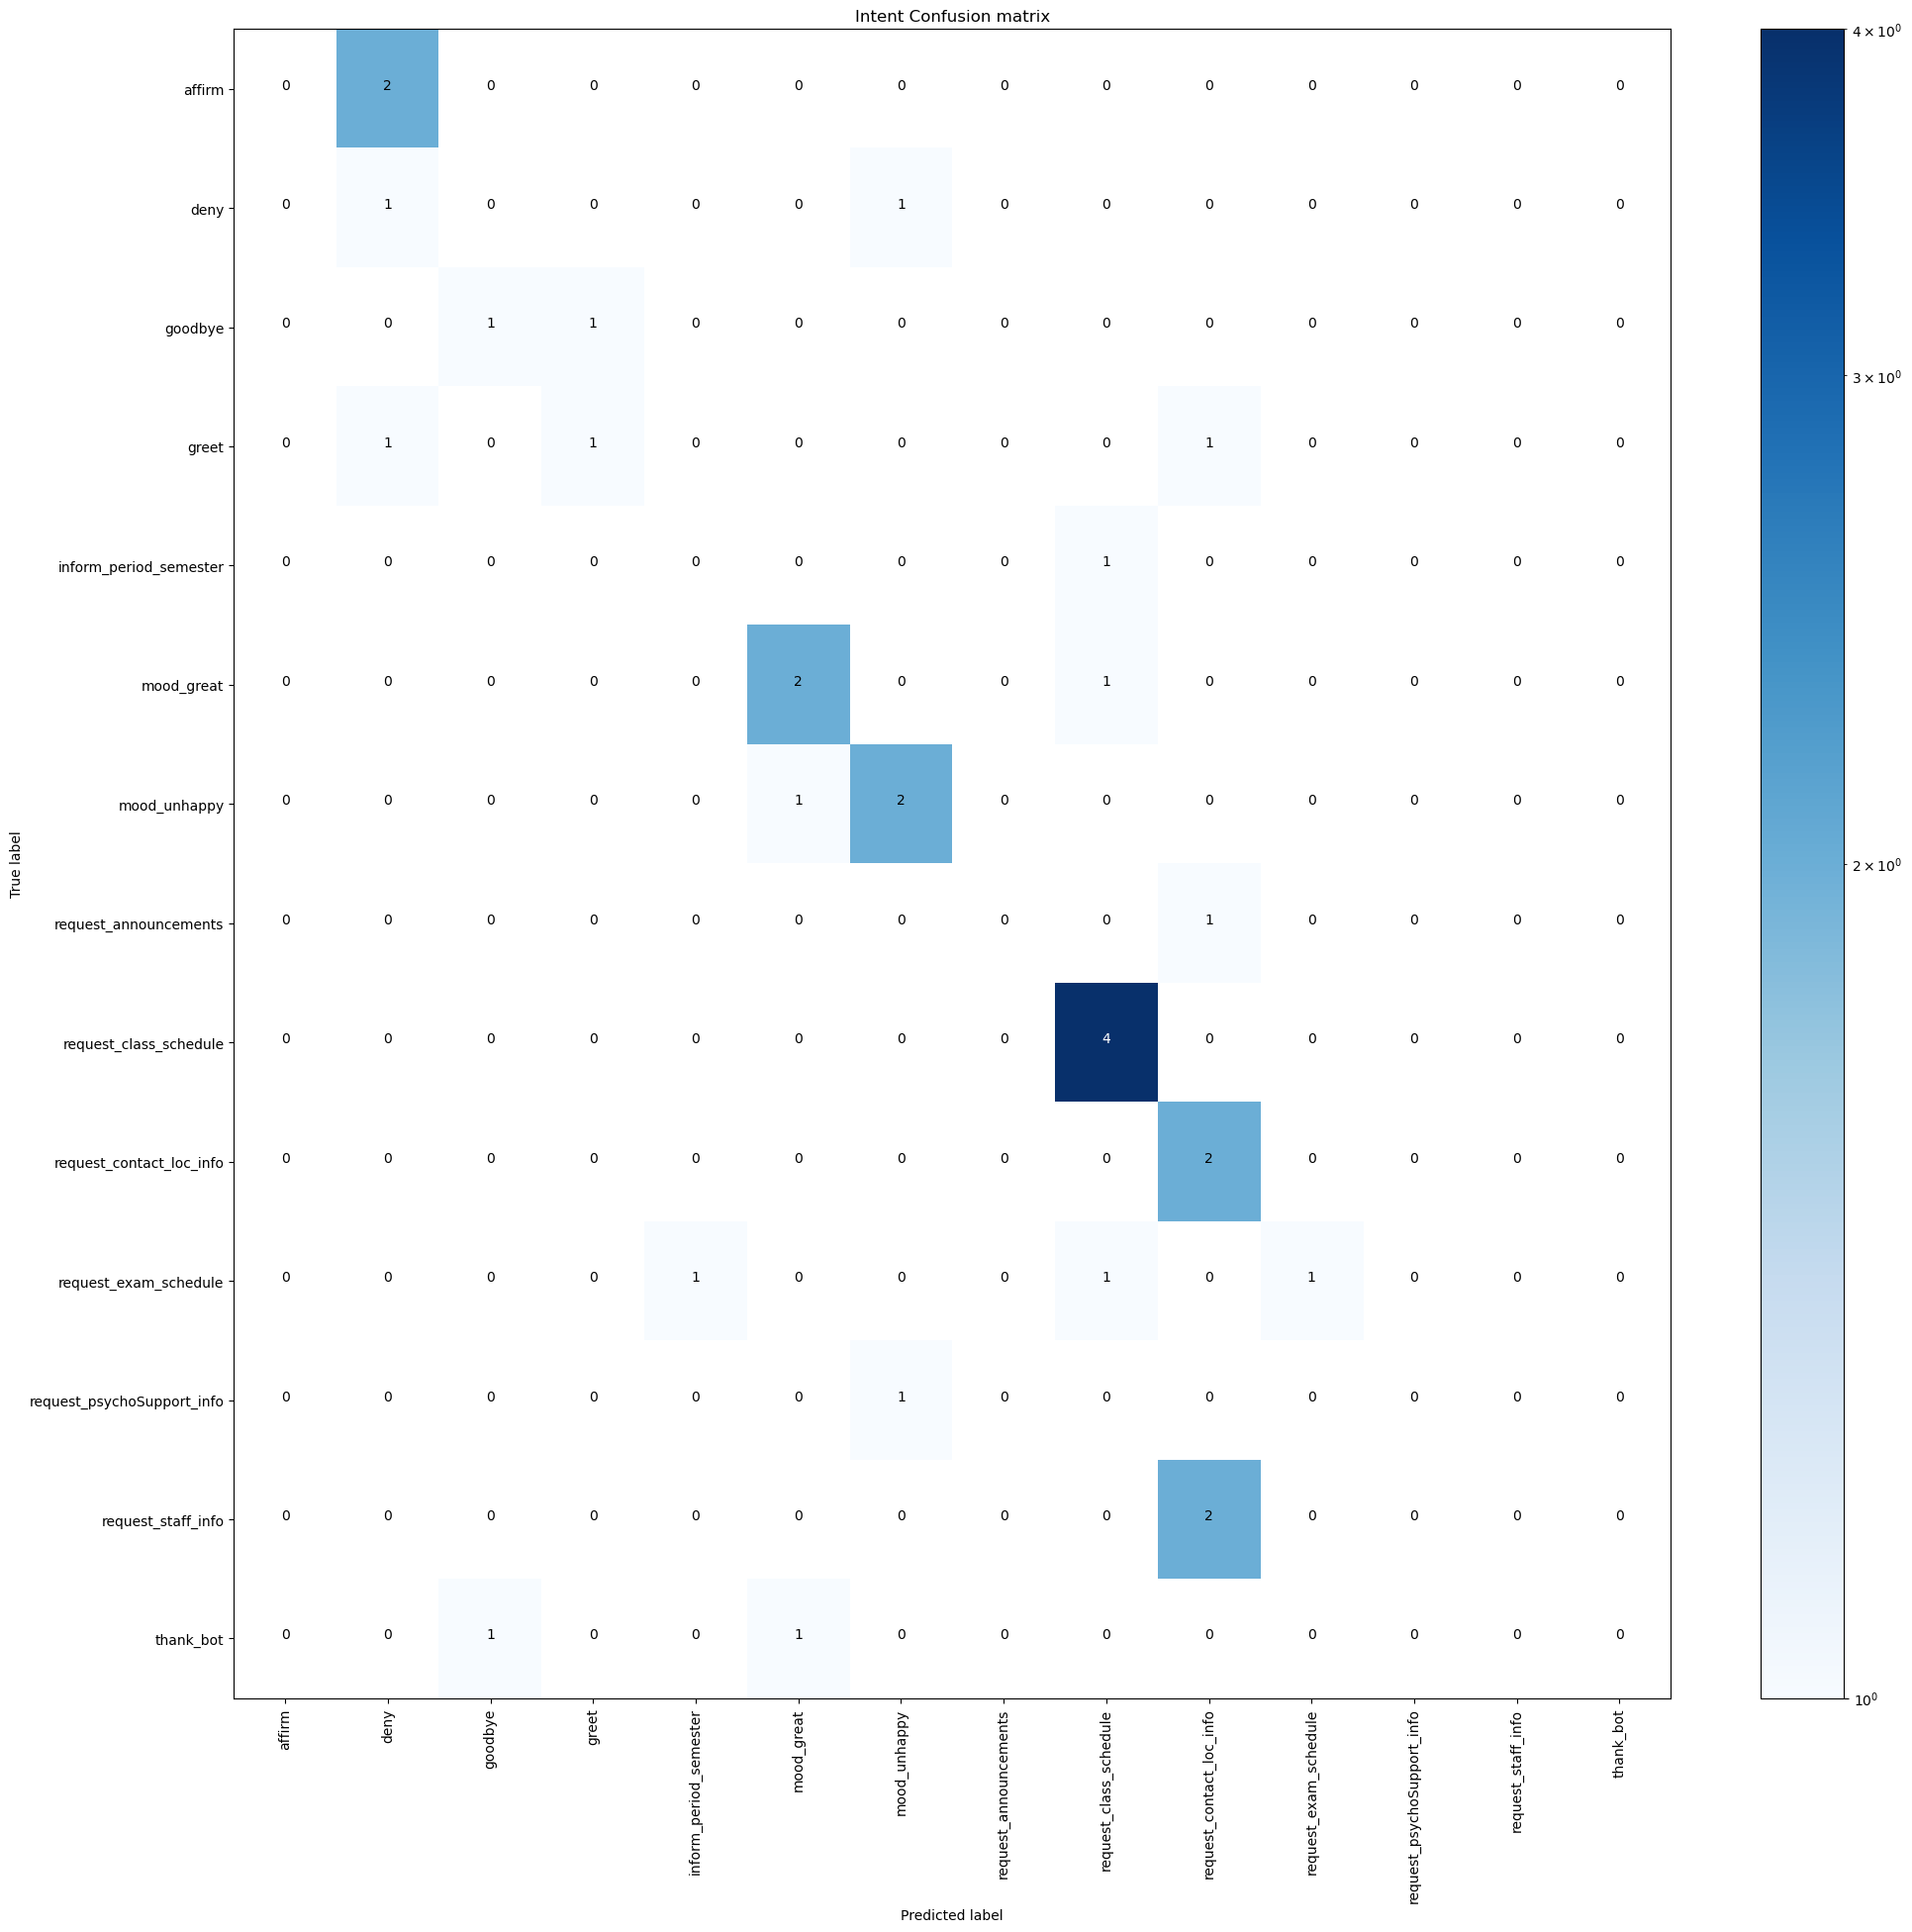 Intent Confusion matrix
affirm 0 2 0 0 0 0 0 0 0 0 0 0 0 0
deny 0 1 0 0 0 0 1 0 0 0 0 0 0 0
goodbye 0 0 1 1 0 0 0 0 0 0 0 0 0 0
greet 0 1 0 1 0 0 0 0 0 1 0 0 0 0
inform_period_semester 0 0 0 0 0 0 0 0 1 0 0 0 0 0
mood_great 0 0 0 0 0 2 0 0 1 0 0 0 0 0
mood_unhappy 0 0 0 0 0 1 2 0 0 0 0 0 0 0
request_announcements 0 0 0 0 0 0 0 0 0 1 0 0 0 0
request_class_schedule 0 0 0 0 0 0 0 0 4 0 0 0 0 0
request_contact_loc_info 0 0 0 0 0 0 0 0 0 2 0 0 0 0
request_exam_schedule 0 0 0 0 1 0 0 0 1 0 1 0 0 0
request_psychoSupport_info 0 0 0 0 0 0 1 0 0 0 0 0 0 0
request_staff_info 0 0 0 0 0 0 0 0 0 2 0 0 0 0
thank_bot 0 0 1 0 0 1 0 0 0 0 0 0 0 0
True label
affirm
deny
goodbye
greet
inform_period_semester
mood_great
mood_unhappy
request_announcements
request_class_schedule
request_contact_loc_info
request_exam_schedule
request_psychoSupport_info
request_staff_info
thank_bot
Predicted label
4 × 10⁰
3 × 10⁰
2 × 10⁰
10⁰